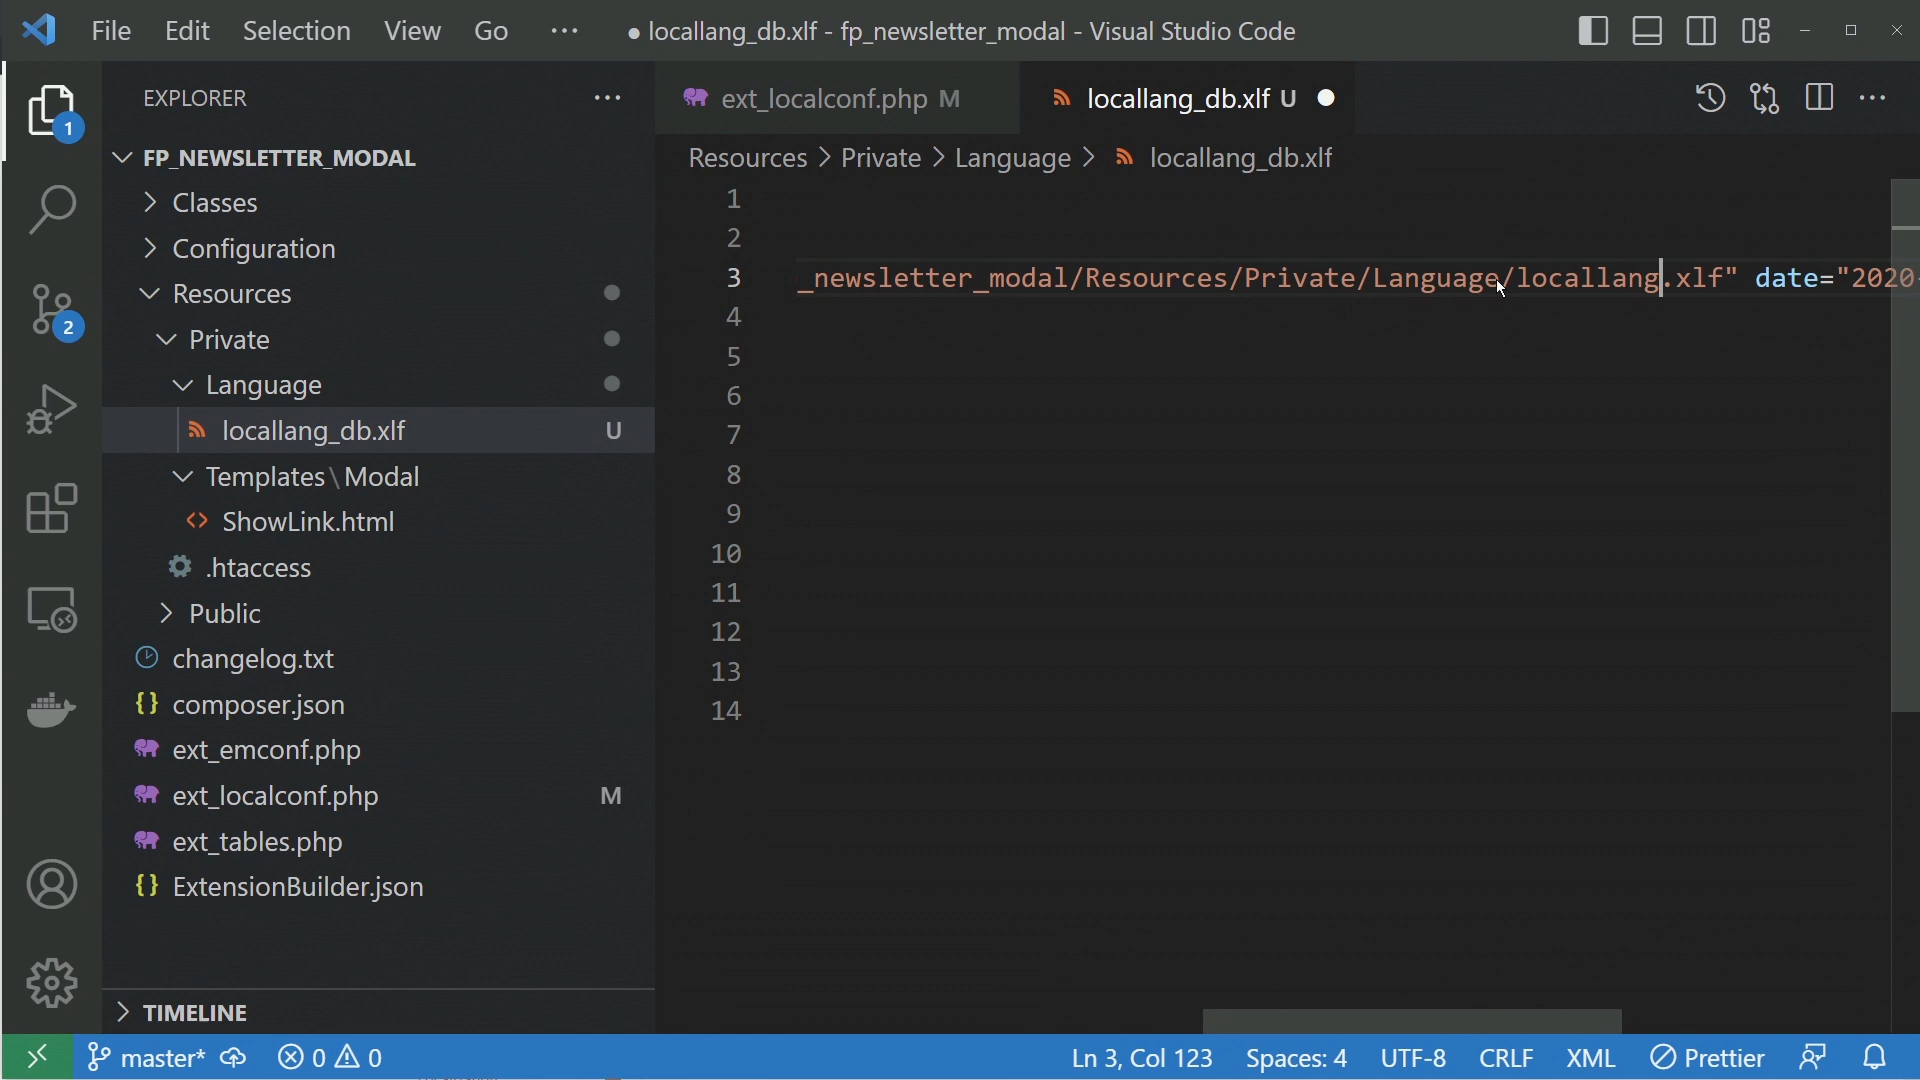 File Edit Selection View Go ··· ● locallang_db.xlf - fp_newsletter_modal - Visual Studio Code
EXPLORER ···
1
FP_NEWSLETTER_MODAL
Classes
Configuration
Resources
2
Private
Language
locallang_db.xlf U
Templates\Modal
ShowLink.html
.htaccess
Public
changelog.txt
{} composer.json
ext_emconf.php
ext_localconf.php M
ext_tables.php
{} ExtensionBuilder.json
TIMELINE
ext_localconf.php M locallang_db.xlf U ●
Resources > Private > Language > locallang_db.xlf
1
2
3 _newsletter_modal/Resources/Private/Language/locallang.xlf" date="2020-
4
5
6
7
8
9
10
11
12
13
14
master* 0 0 Ln 3, Col 123 Spaces: 4 UTF-8 CRLF XML Prettier